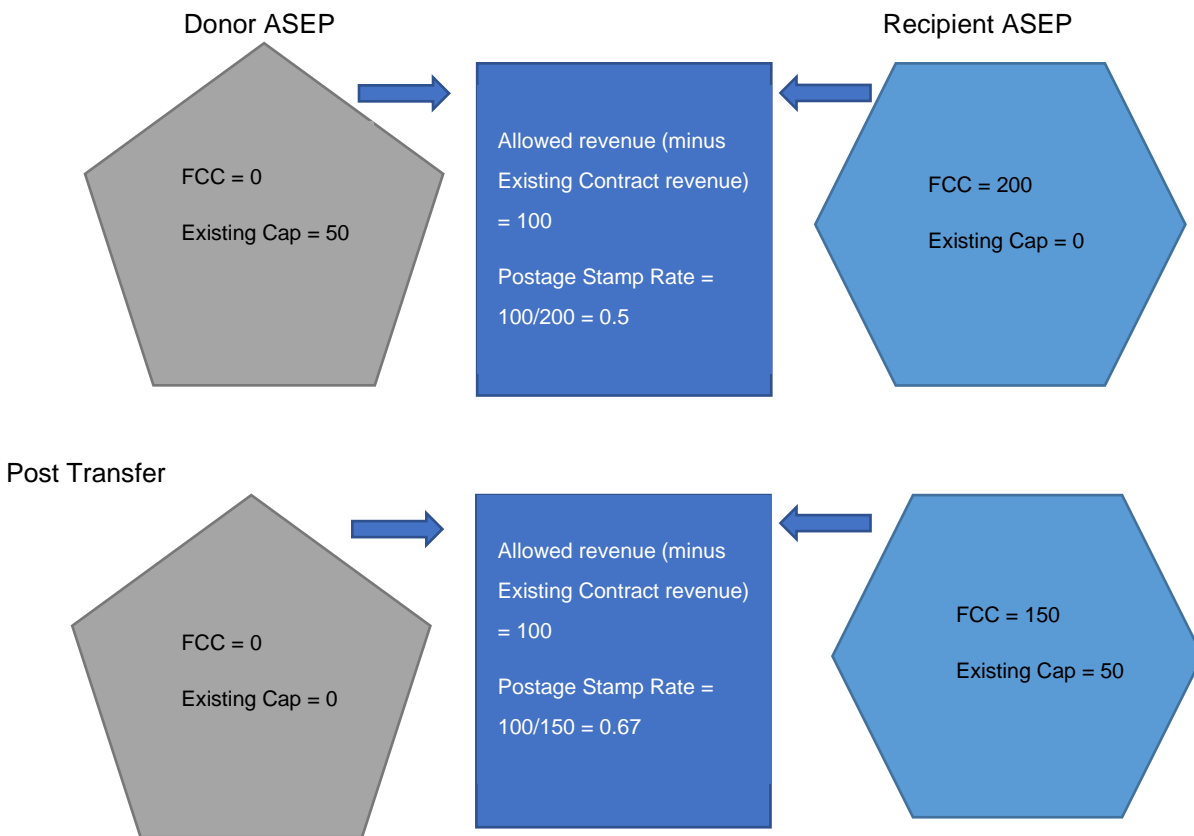 Donor ASEP
Recipient ASEP
FCC = 0
Existing Cap = 50
Allowed revenue (minus
Existing Contract revenue)
= 100
Postage Stamp Rate =
100/200 = 0.5
FCC = 200
Existing Cap = 0
Post Transfer
FCC = 0
Existing Cap = 0
Allowed revenue (minus
Existing Contract revenue)
= 100
Postage Stamp Rate =
100/150 = 0.67
FCC = 150
Existing Cap = 50